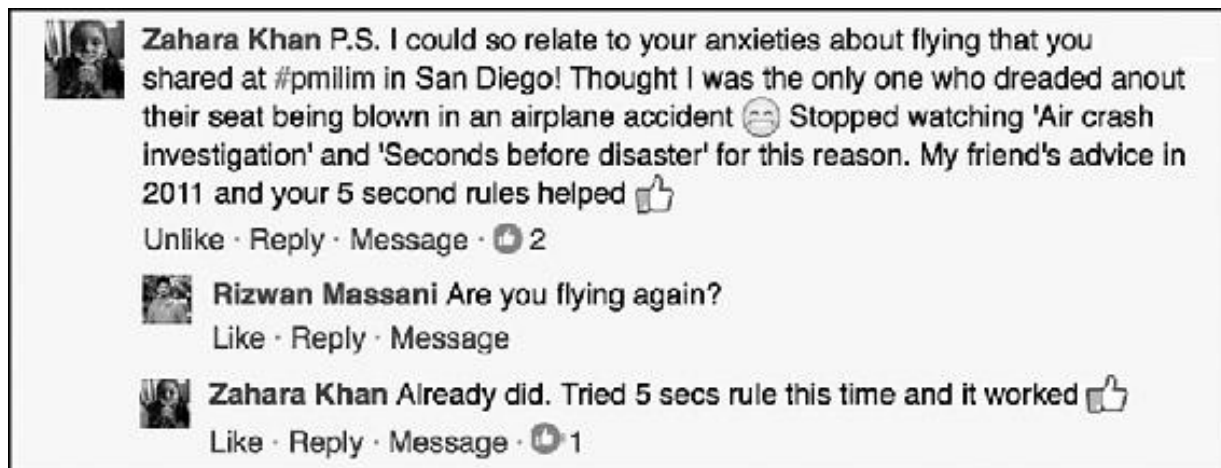 Zahara Khan P.S. I could so relate to your anxieties about flying that you
shared at #pmilim in San Diego! Thought I was the only one who dreaded anout
their seat being blown in an airplane accident 😁 Stopped watching 'Air crash
investigation' and 'Seconds before disaster' for this reason. My friend's advice in
2011 and your 5 second rules helped 👍
Unlike · Reply · Message · 👍 2
Rizwan Massani Are you flying again?
Like · Reply · Message
Zahara Khan Already did. Tried 5 secs rule this time and it worked 👍
Like · Reply · Message · 👍 1